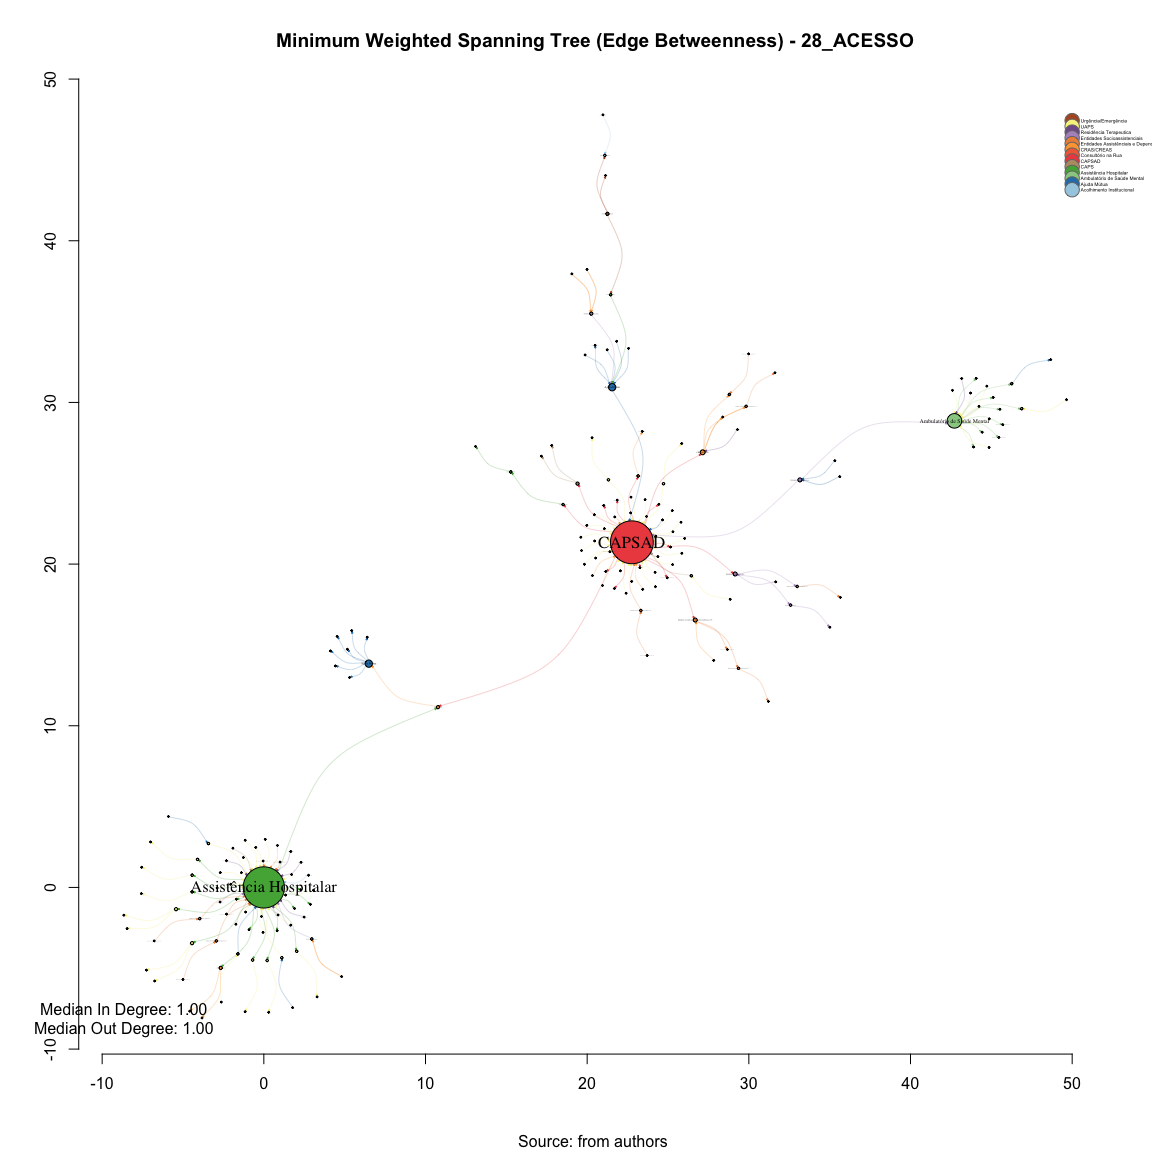 Minimum Weighted Spanning Tree (Edge Betweenness) - 28_ACESSO
50
40
30
20
10
0
-10
Urgência/Emergência
UAPS
Residência Terapeutica
Entidades Socioassistenciais
CRAS/CREAS
Consultório na Rua
CAPSAD
CAPS
Assistência Hospitalar
Ambulatório de Saúde Mental
Ajuda Mútua
Acolhimento Institucional
Ambulatório de Saúde Mental
CAPSAD
Assistência Hospitalar
Median In Degree: 1.00
Median Out Degree: 1.00
-10 0 10 20 30 40 50
Source: from authors